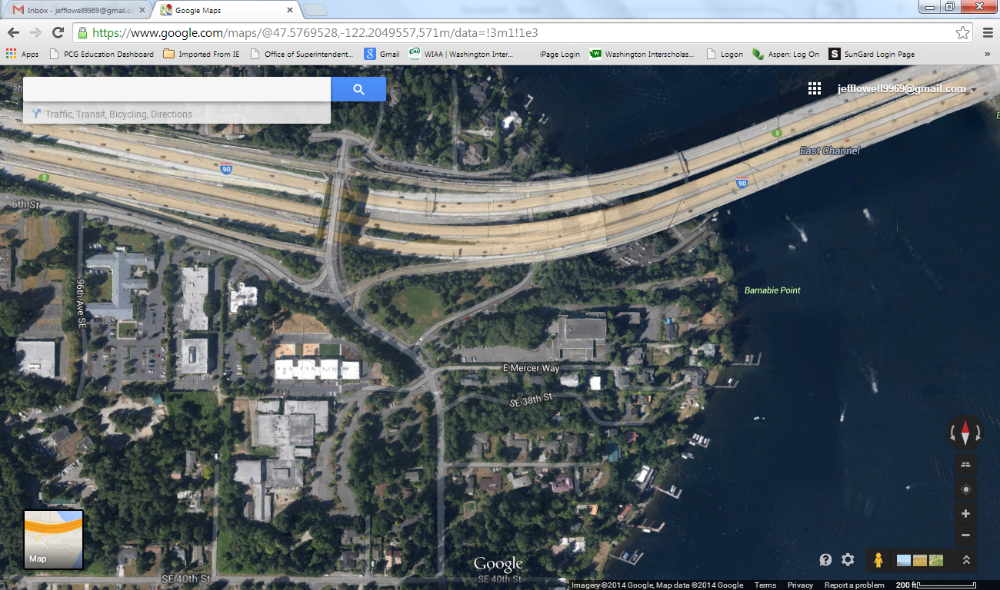 Inbox - jefflowell9969@gmail.co
Google Maps
https://www.google.com/maps/@47.5769528,-122.2049557,571m/data=!3m1!1e3
Apps PCG Education Dashboard Imported From IE Office of Superintendent... Gmail WIAA | Washington Inter... iPage Login Washington Interscholas... Logon Aspen: Log On SunGard Login Page »
jefflowell9969@gmail.com
Traffic, Transit, Bicycling, Directions
8
East Channel
90
8
90
36th St
96th Ave SE
Barnabie Point
E Mercer Way
SE 38th St
Map
Google
SE 40th St
SE 40th St
Imagery ©2014 Google, Map data ©2014 Google Terms Privacy Report a problem 200 ft